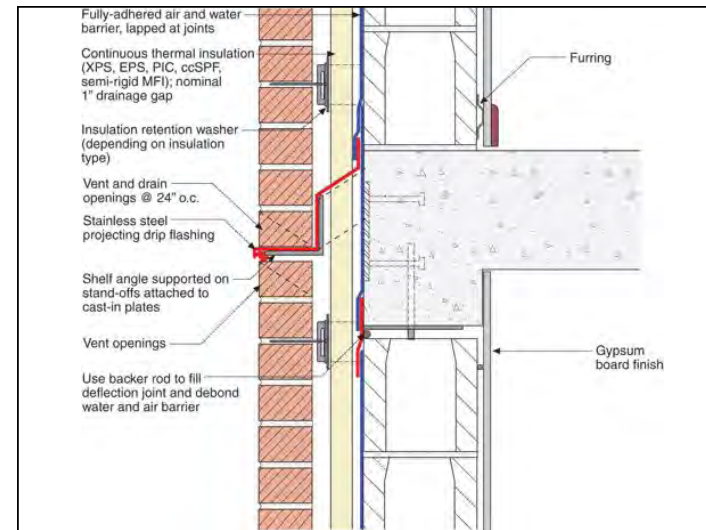 Fully-adhered air and water
barrier, lapped at joints
Continuous thermal insulation
(XPS, EPS, PIC, ccSPF,
semi-rigid MFI); nominal
1" drainage gap
Insulation retention washer
(depending on insulation
type)
Vent and drain
openings @ 24" o.c.
Stainless steel
projecting drip flashing
Shelf angle supported on
stand-offs attached to
cast-in plates
Vent openings
Use backer rod to fill
deflection joint and debond
water and air barrier
Furring
Gypsum
board finish